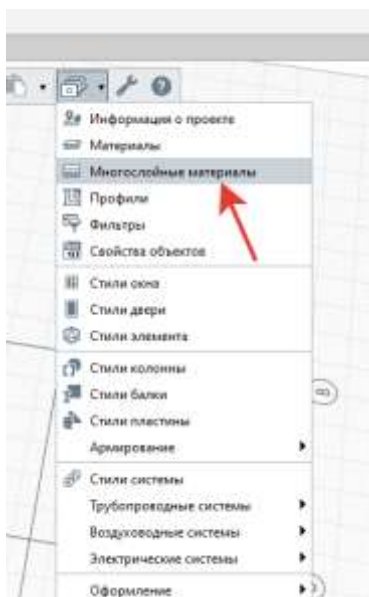 Информация о проекте
Материалы
Многослойные материалы
Профили
Фильтры
Свойства объектов
Стили окна
Стили двери
Стили элемента
Стили колонны
Стили балки
Стили пластины
Армирование
Стили системы
Трубопроводные системы
Воздуховодные системы
Электрические системы
Оформление